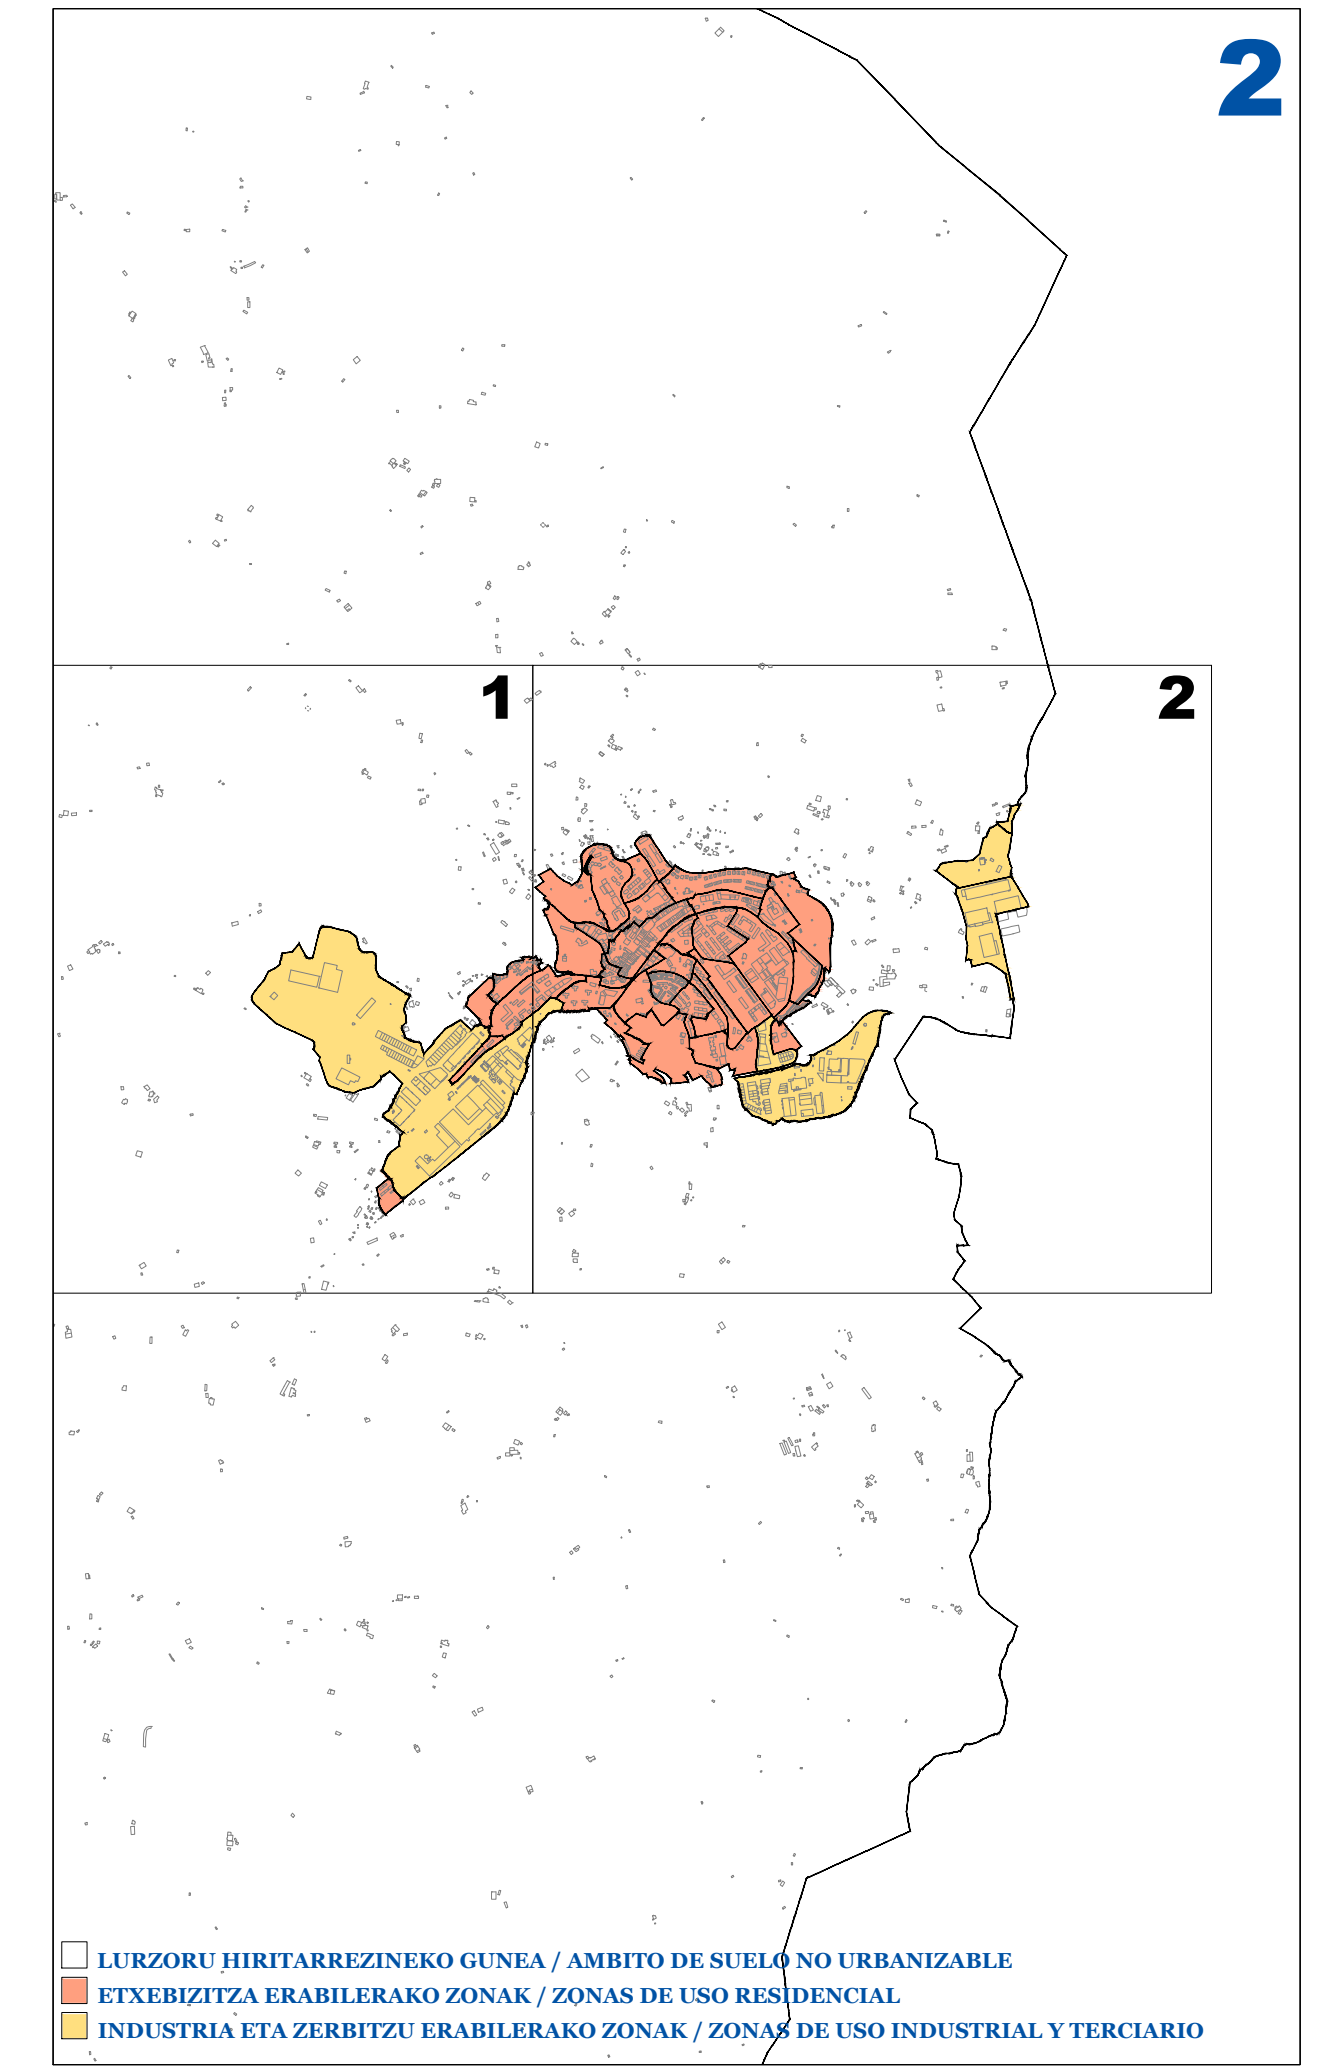 2
1
2
LURZORU HIRITARREZINEKO GUNEA / AMBITO DE SUELO NO URBANIZABLE
ETXEBIZITZA ERABILERAKO ZONAK / ZONAS DE USO RESIDENCIAL
INDUSTRIA ETA ZERBITZU ERABILERAKO ZONAK / ZONAS DE USO INDUSTRIAL Y TERCIARIO